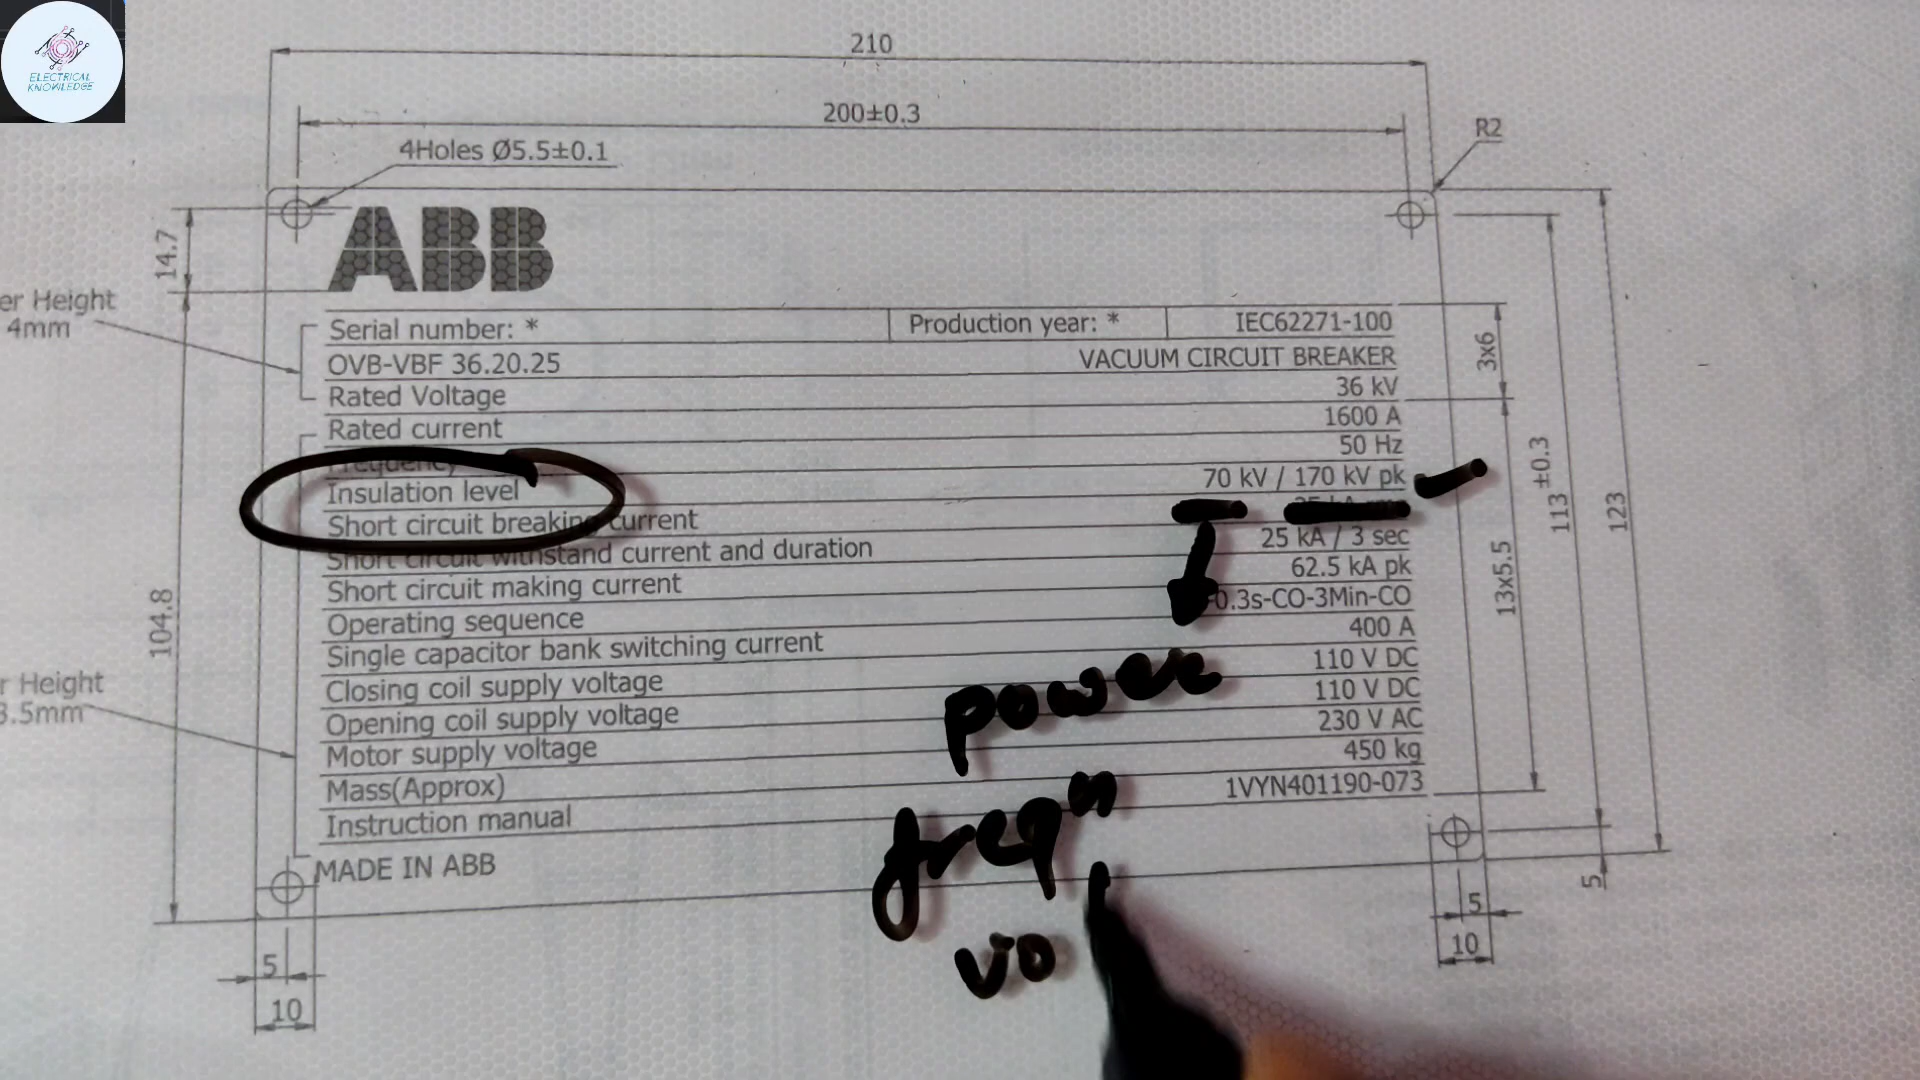 ELECTRICAL
KNOWLEDGE
210
200±0.3
4Holes Ø5.5±0.1
R2
14.7
ABB
er Height
4mm
Serial number: * Production year: * IEC62271-100
OVB-VBF 36.20.25 VACUUM CIRCUIT BREAKER
Rated Voltage 36 kV
Rated current 1600 A
Frequency 50 Hz
Insulation level 70 kV / 170 kV pk
Short circuit breaking current
Short circuit withstand current and duration 25 kA / 3 sec
Short circuit making current 62.5 kA pk
Operating sequence 0.3s-CO-3Min-CO
Single capacitor bank switching current 400 A
Closing coil supply voltage 110 V DC
Opening coil supply voltage 110 V DC
Motor supply voltage 230 V AC
Mass(Approx) 450 kg
Instruction manual 1VYN401190-073
MADE IN ABB
3x6
13x5.5
113 ±0.3
123
104.8
r Height
3.5mm
power
freqn
vo
5
10
5
10
5